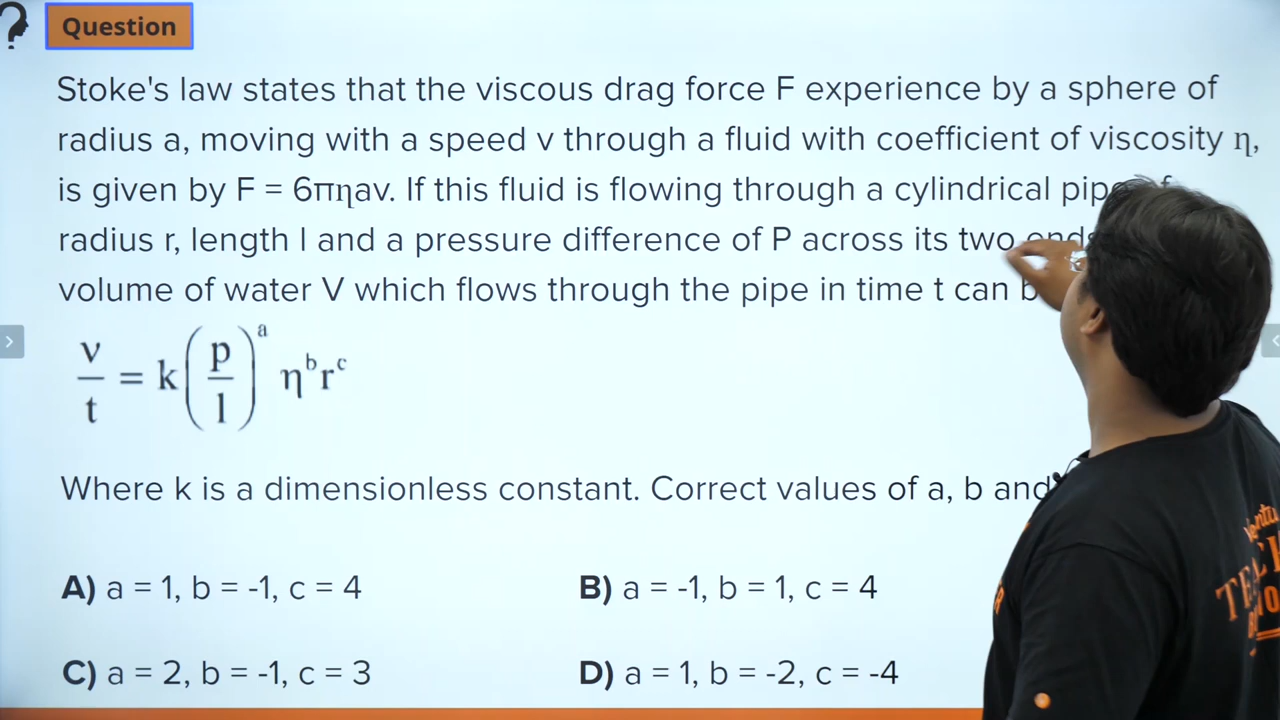 Question
Stoke's law states that the viscous drag force F experience by a sphere of
radius a, moving with a speed v through a fluid with coefficient of viscosity η,
is given by F = 6πηav. If this fluid is flowing through a cylindrical pipe of
radius r, length l and a pressure difference of P across its two ends
volume of water V which flows through the pipe in time t can
v/t = k(p/l)^a η^b r^c
Where k is a dimensionless constant. Correct values of a, b and
A) a = 1, b = -1, c = 4
B) a = -1, b = 1, c = 4
C) a = 2, b = -1, c = 3
D) a = 1, b = -2, c = -4